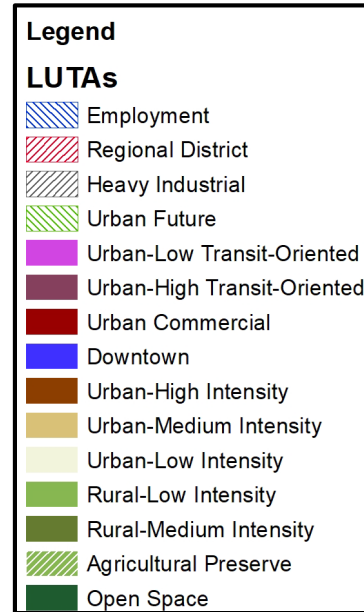 Legend
LUTAs
Employment
Regional District
Heavy Industrial
Urban Future
Urban-Low Transit-Oriented
Urban-High Transit-Oriented
Urban Commercial
Downtown
Urban-High Intensity
Urban-Medium Intensity
Urban-Low Intensity
Rural-Low Intensity
Rural-Medium Intensity
Agricultural Preserve
Open Space